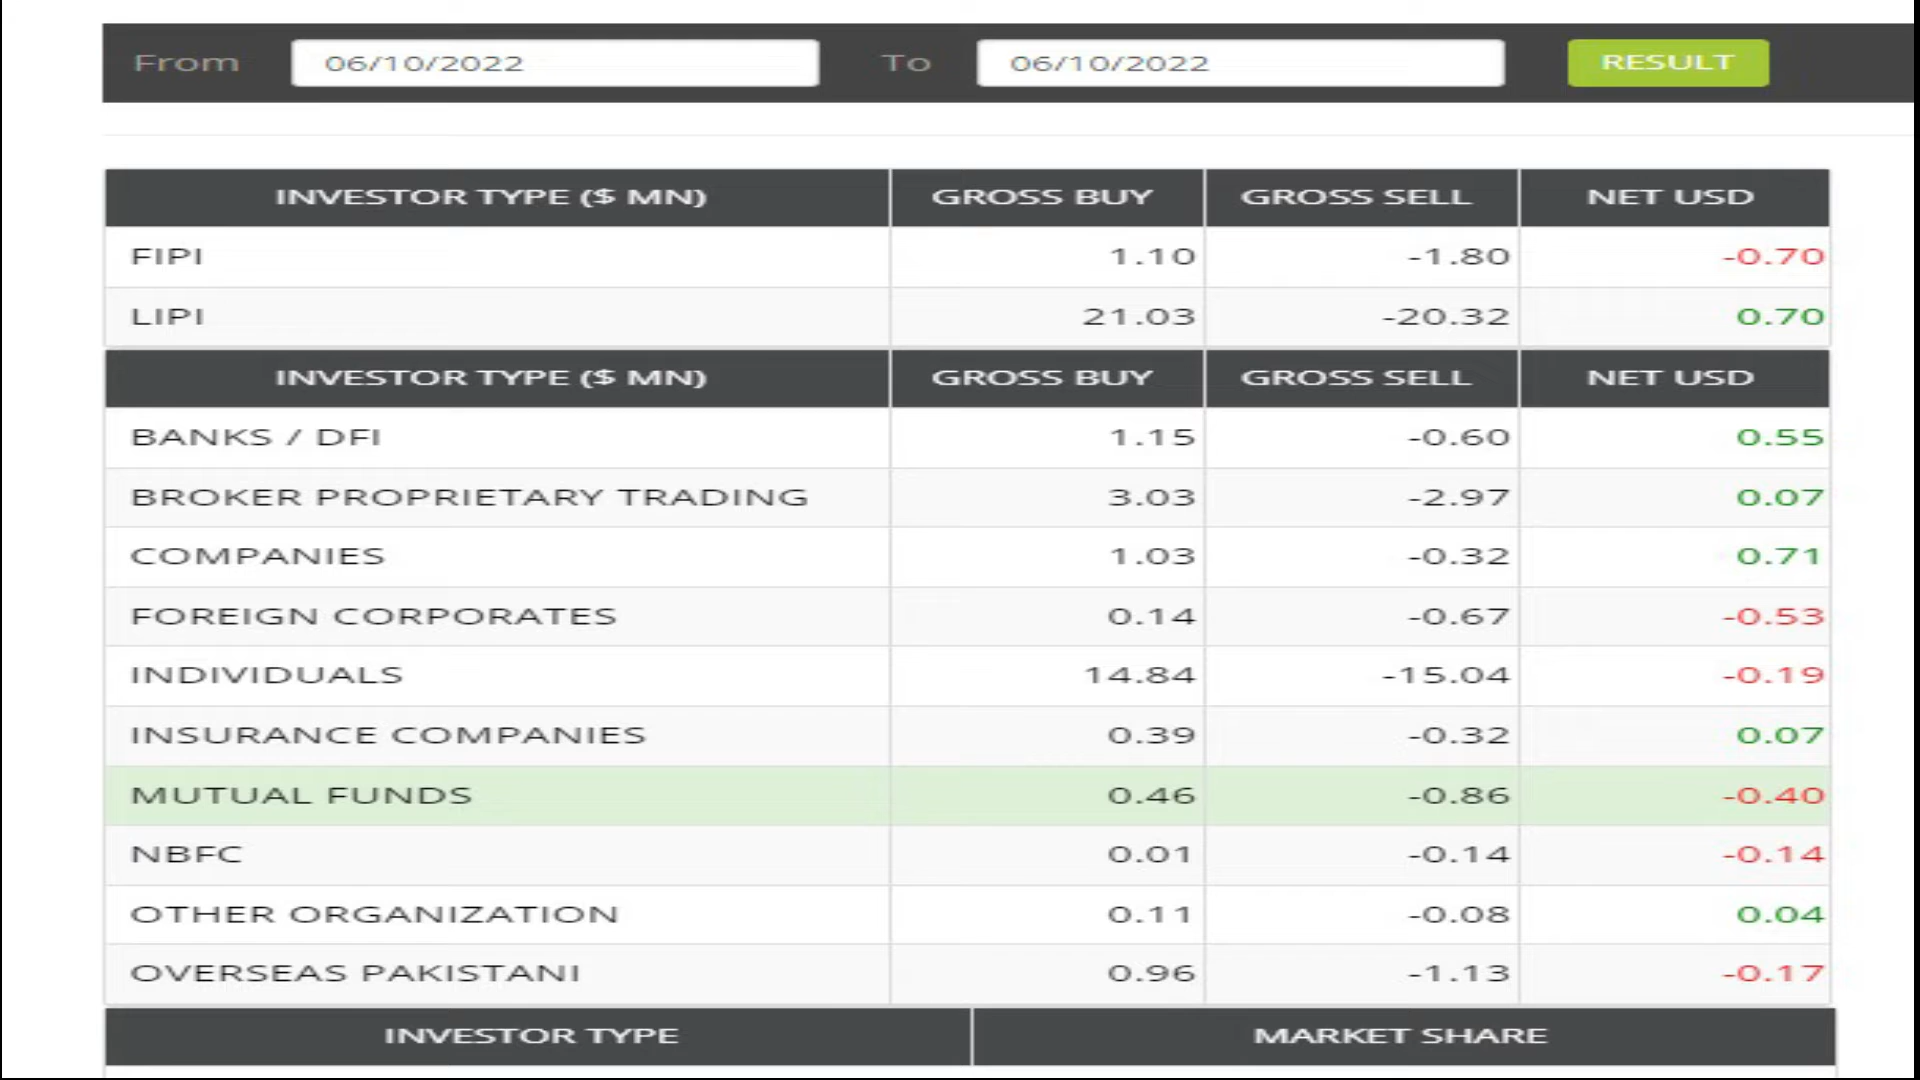 From 06/10/2022 To 06/10/2022 RESULT
INVESTOR TYPE ($ MN) GROSS BUY GROSS SELL NET USD
FIPI 1.10 -1.80 -0.70
LIPI 21.03 -20.32 0.70
INVESTOR TYPE ($ MN) GROSS BUY GROSS SELL NET USD
BANKS / DFI 1.15 -0.60 0.55
BROKER PROPRIETARY TRADING 3.03 -2.97 0.07
COMPANIES 1.03 -0.32 0.71
FOREIGN CORPORATES 0.14 -0.67 -0.53
INDIVIDUALS 14.84 -15.04 -0.19
INSURANCE COMPANIES 0.39 -0.32 0.07
MUTUAL FUNDS 0.46 -0.86 -0.40
NBFC 0.01 -0.14 -0.14
OTHER ORGANIZATION 0.11 -0.08 0.04
OVERSEAS PAKISTANI 0.96 -1.13 -0.17
INVESTOR TYPE MARKET SHARE